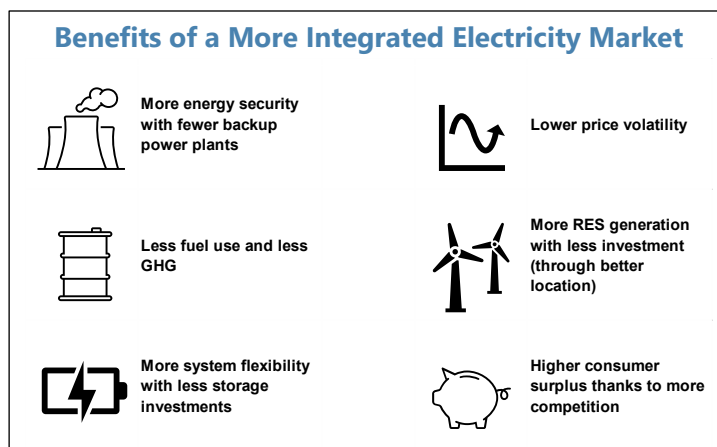 Benefits of a More Integrated Electricity Market
More energy security
with fewer backup
power plants
Lower price volatility
Less fuel use and less
GHG
More RES generation
with less investment
(through better
location)
More system flexibility
with less storage
investments
Higher consumer
surplus thanks to more
competition